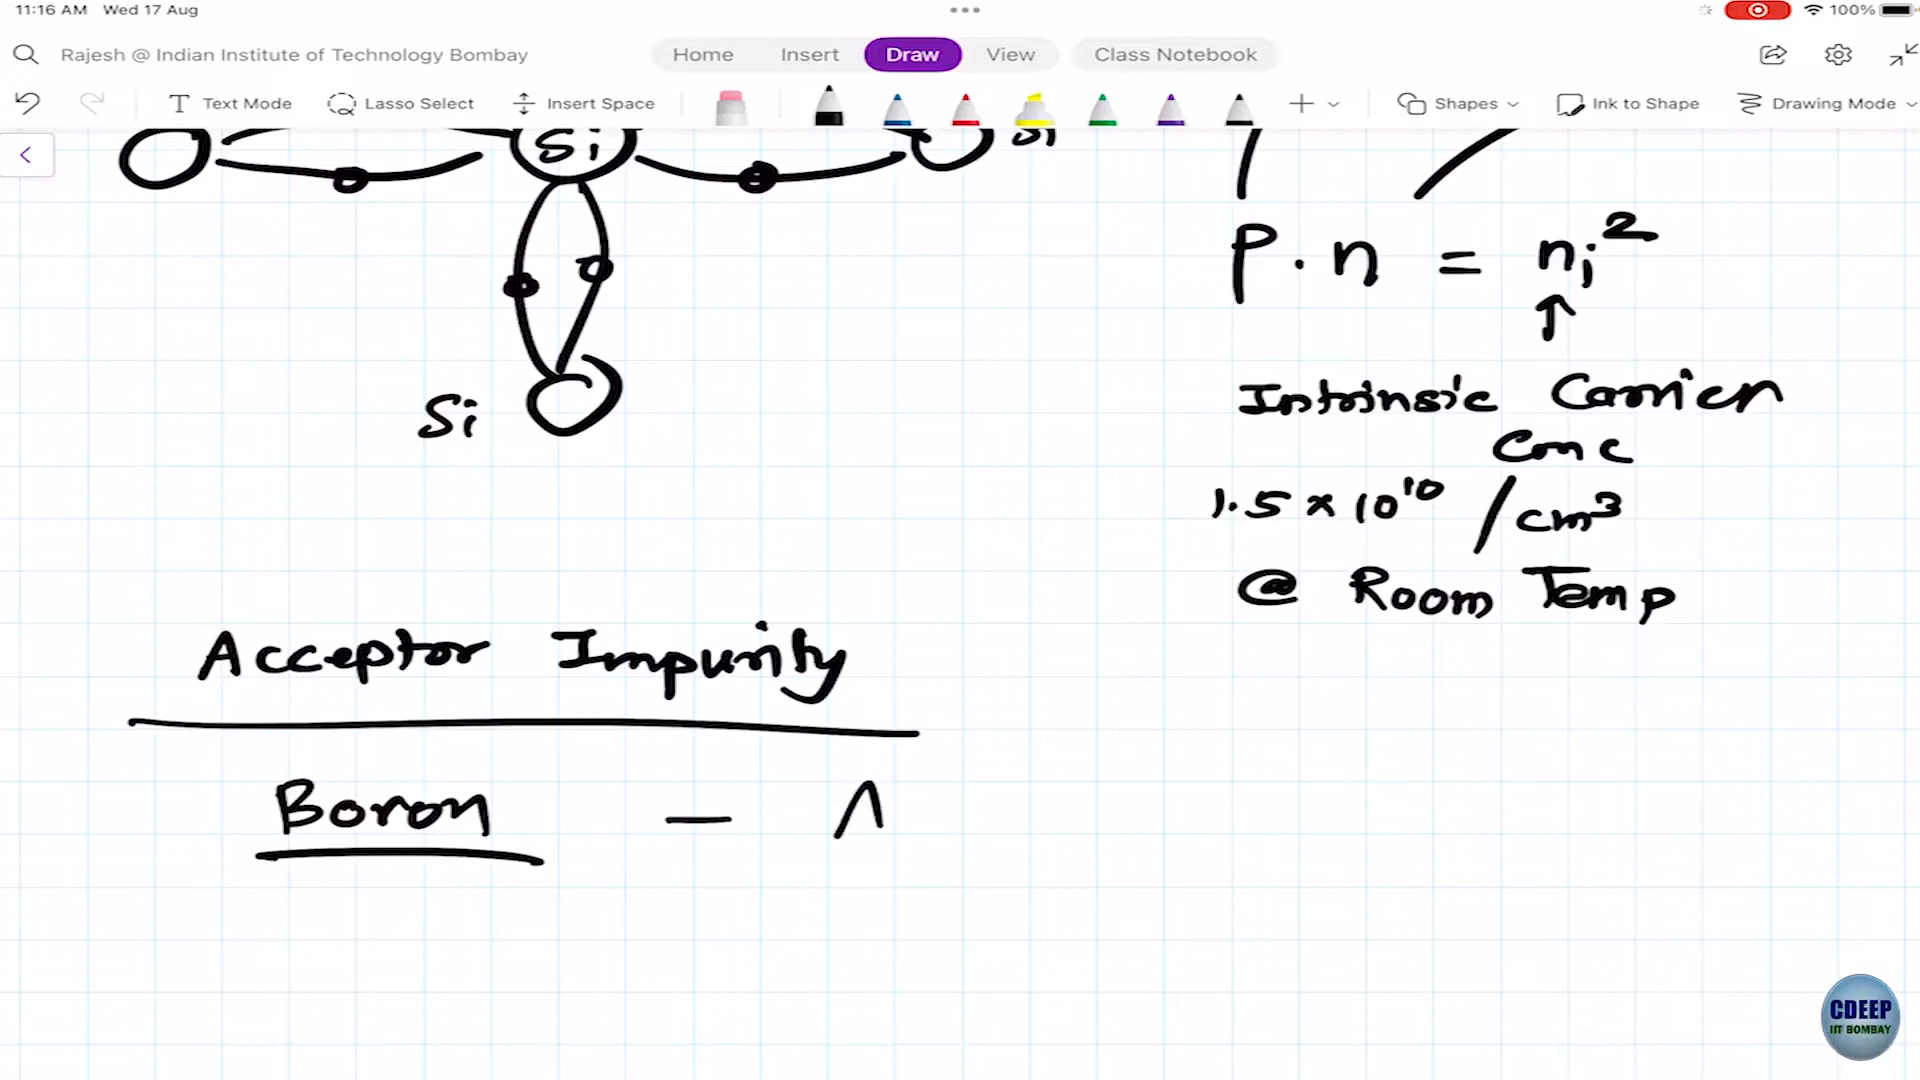 11:16 AM Wed 17 Aug
100%
Rajesh @ Indian Institute of Technology Bombay
Home Insert Draw View Class Notebook
Text Mode Lasso Select Insert Space Shapes Ink to Shape Drawing Mode
Si Si
P . n = ni²
↑
Si
Intrinsic Carrier
Conc
1.5 × 10¹⁰ / cm³
@ Room Temp
Acceptor Impurity
Boron –
CDEEP
IIT BOMBAY